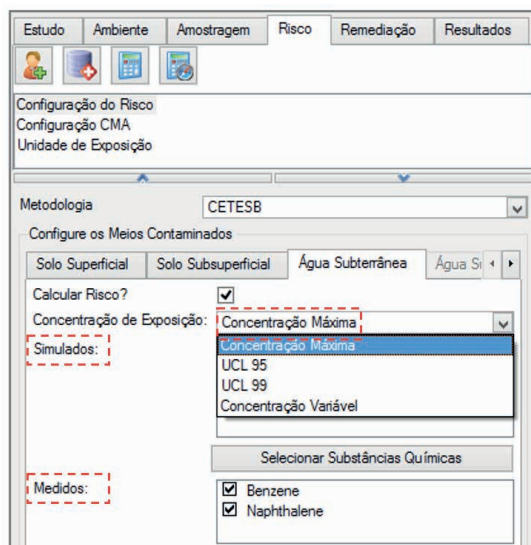 Estudo Ambiente Amostragem Risco Remediação Resultados
Configuração do Risco
Configuração CMA
Unidade de Exposição
Metodologia CETESB
Configure os Meios Contaminados
Solo Superficial Solo Subsuperficial Água Subterrânea Água S
Calcular Risco?
Concentração de Exposição: Concentração Máxima
Simulados: Concentração Máxima
UCL 95
UCL 99
Concentração Variável
Selecionar Substâncias Químicas
Medidos: Benzene
Naphthalene